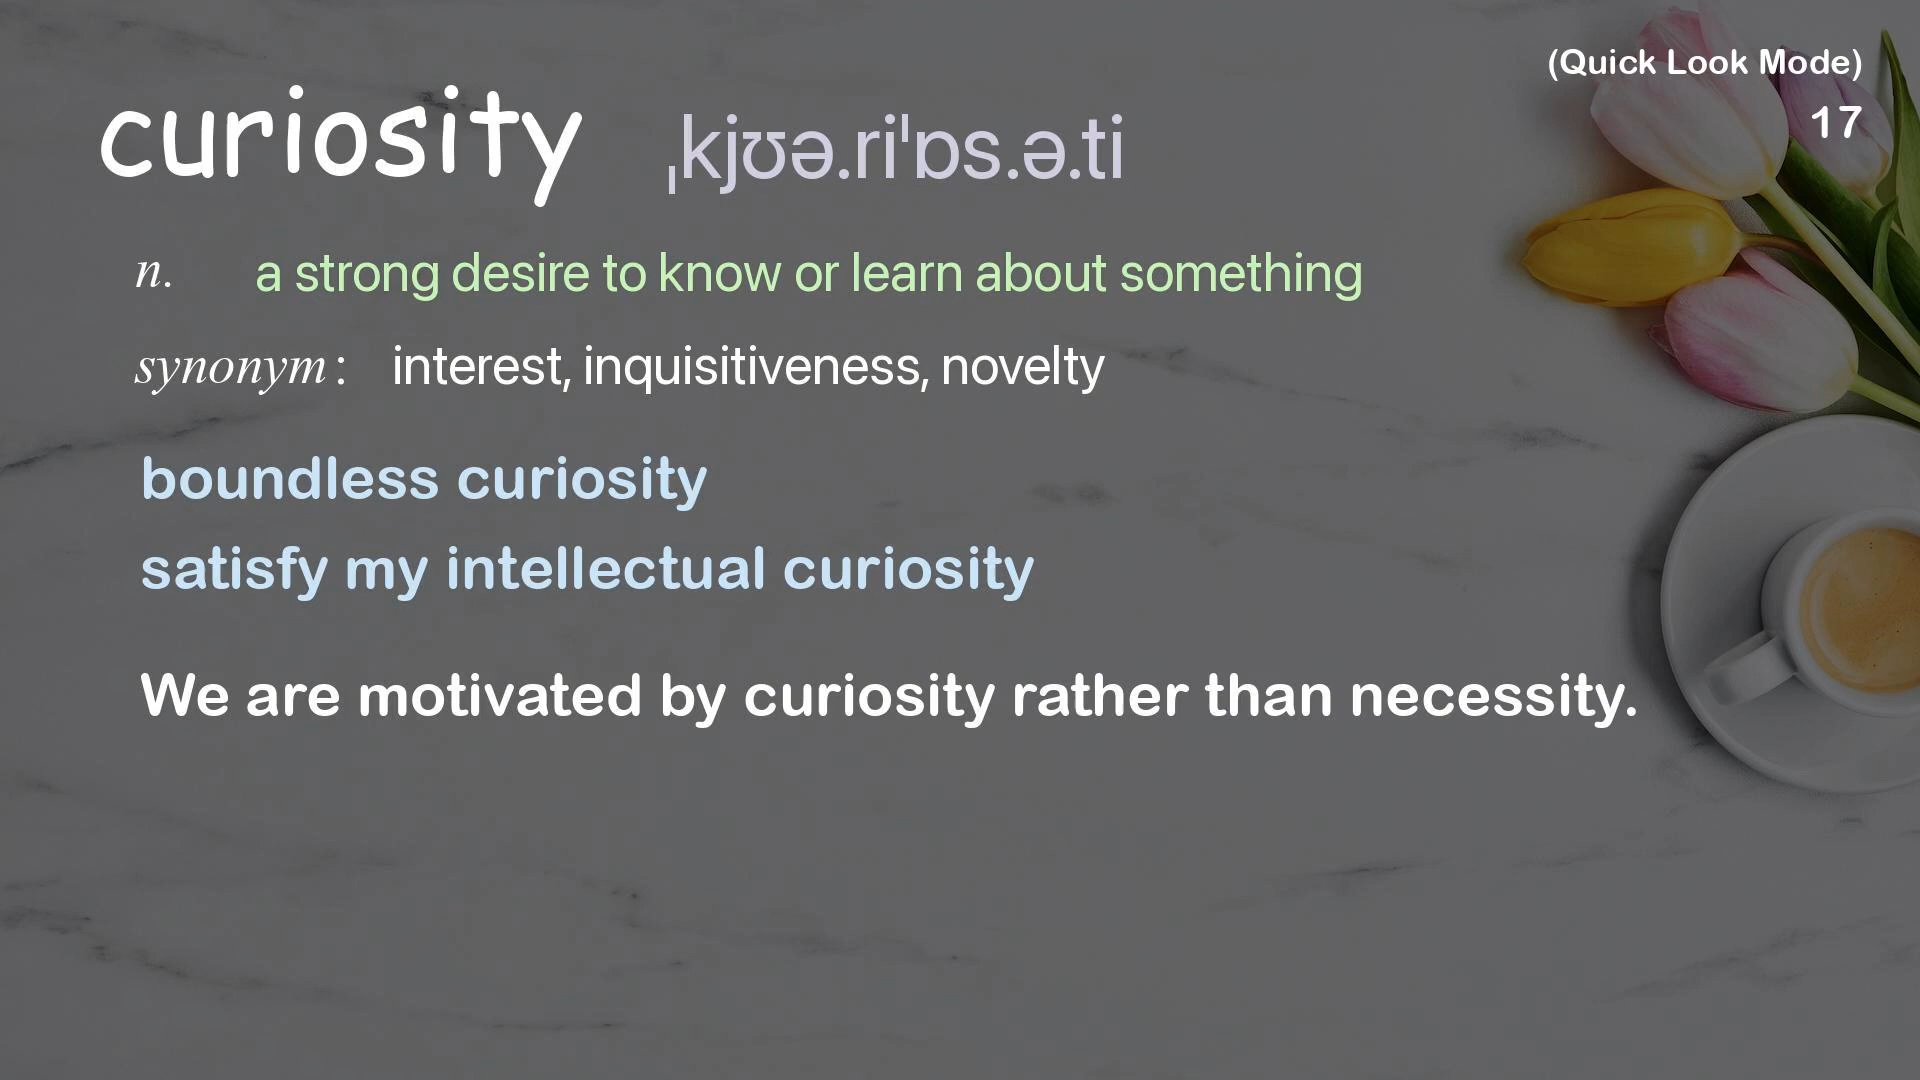 (Quick Look Mode)
17
curiosity ˌkjʊə.riˈɒs.ə.ti
n. a strong desire to know or learn about something
synonym : interest, inquisitiveness, novelty
boundless curiosity
satisfy my intellectual curiosity
We are motivated by curiosity rather than necessity.